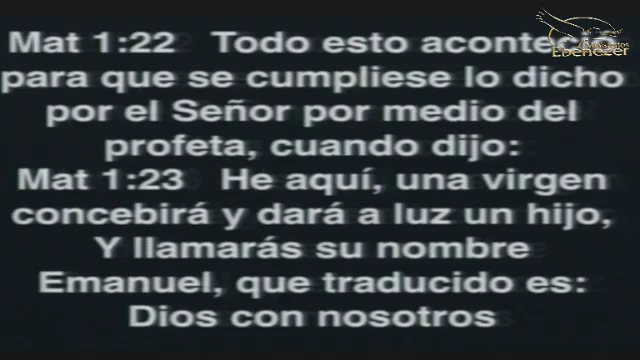 Mat 1:22 Todo esto aconteció
para que se cumpliese lo dicho
por el Señor por medio del
profeta, cuando dijo:
Mat 1:23 He aquí, una virgen
concebirá y dará a luz un hijo,
Y llamarás su nombre
Emanuel, que traducido es:
Dios con nosotros
Ebenezer